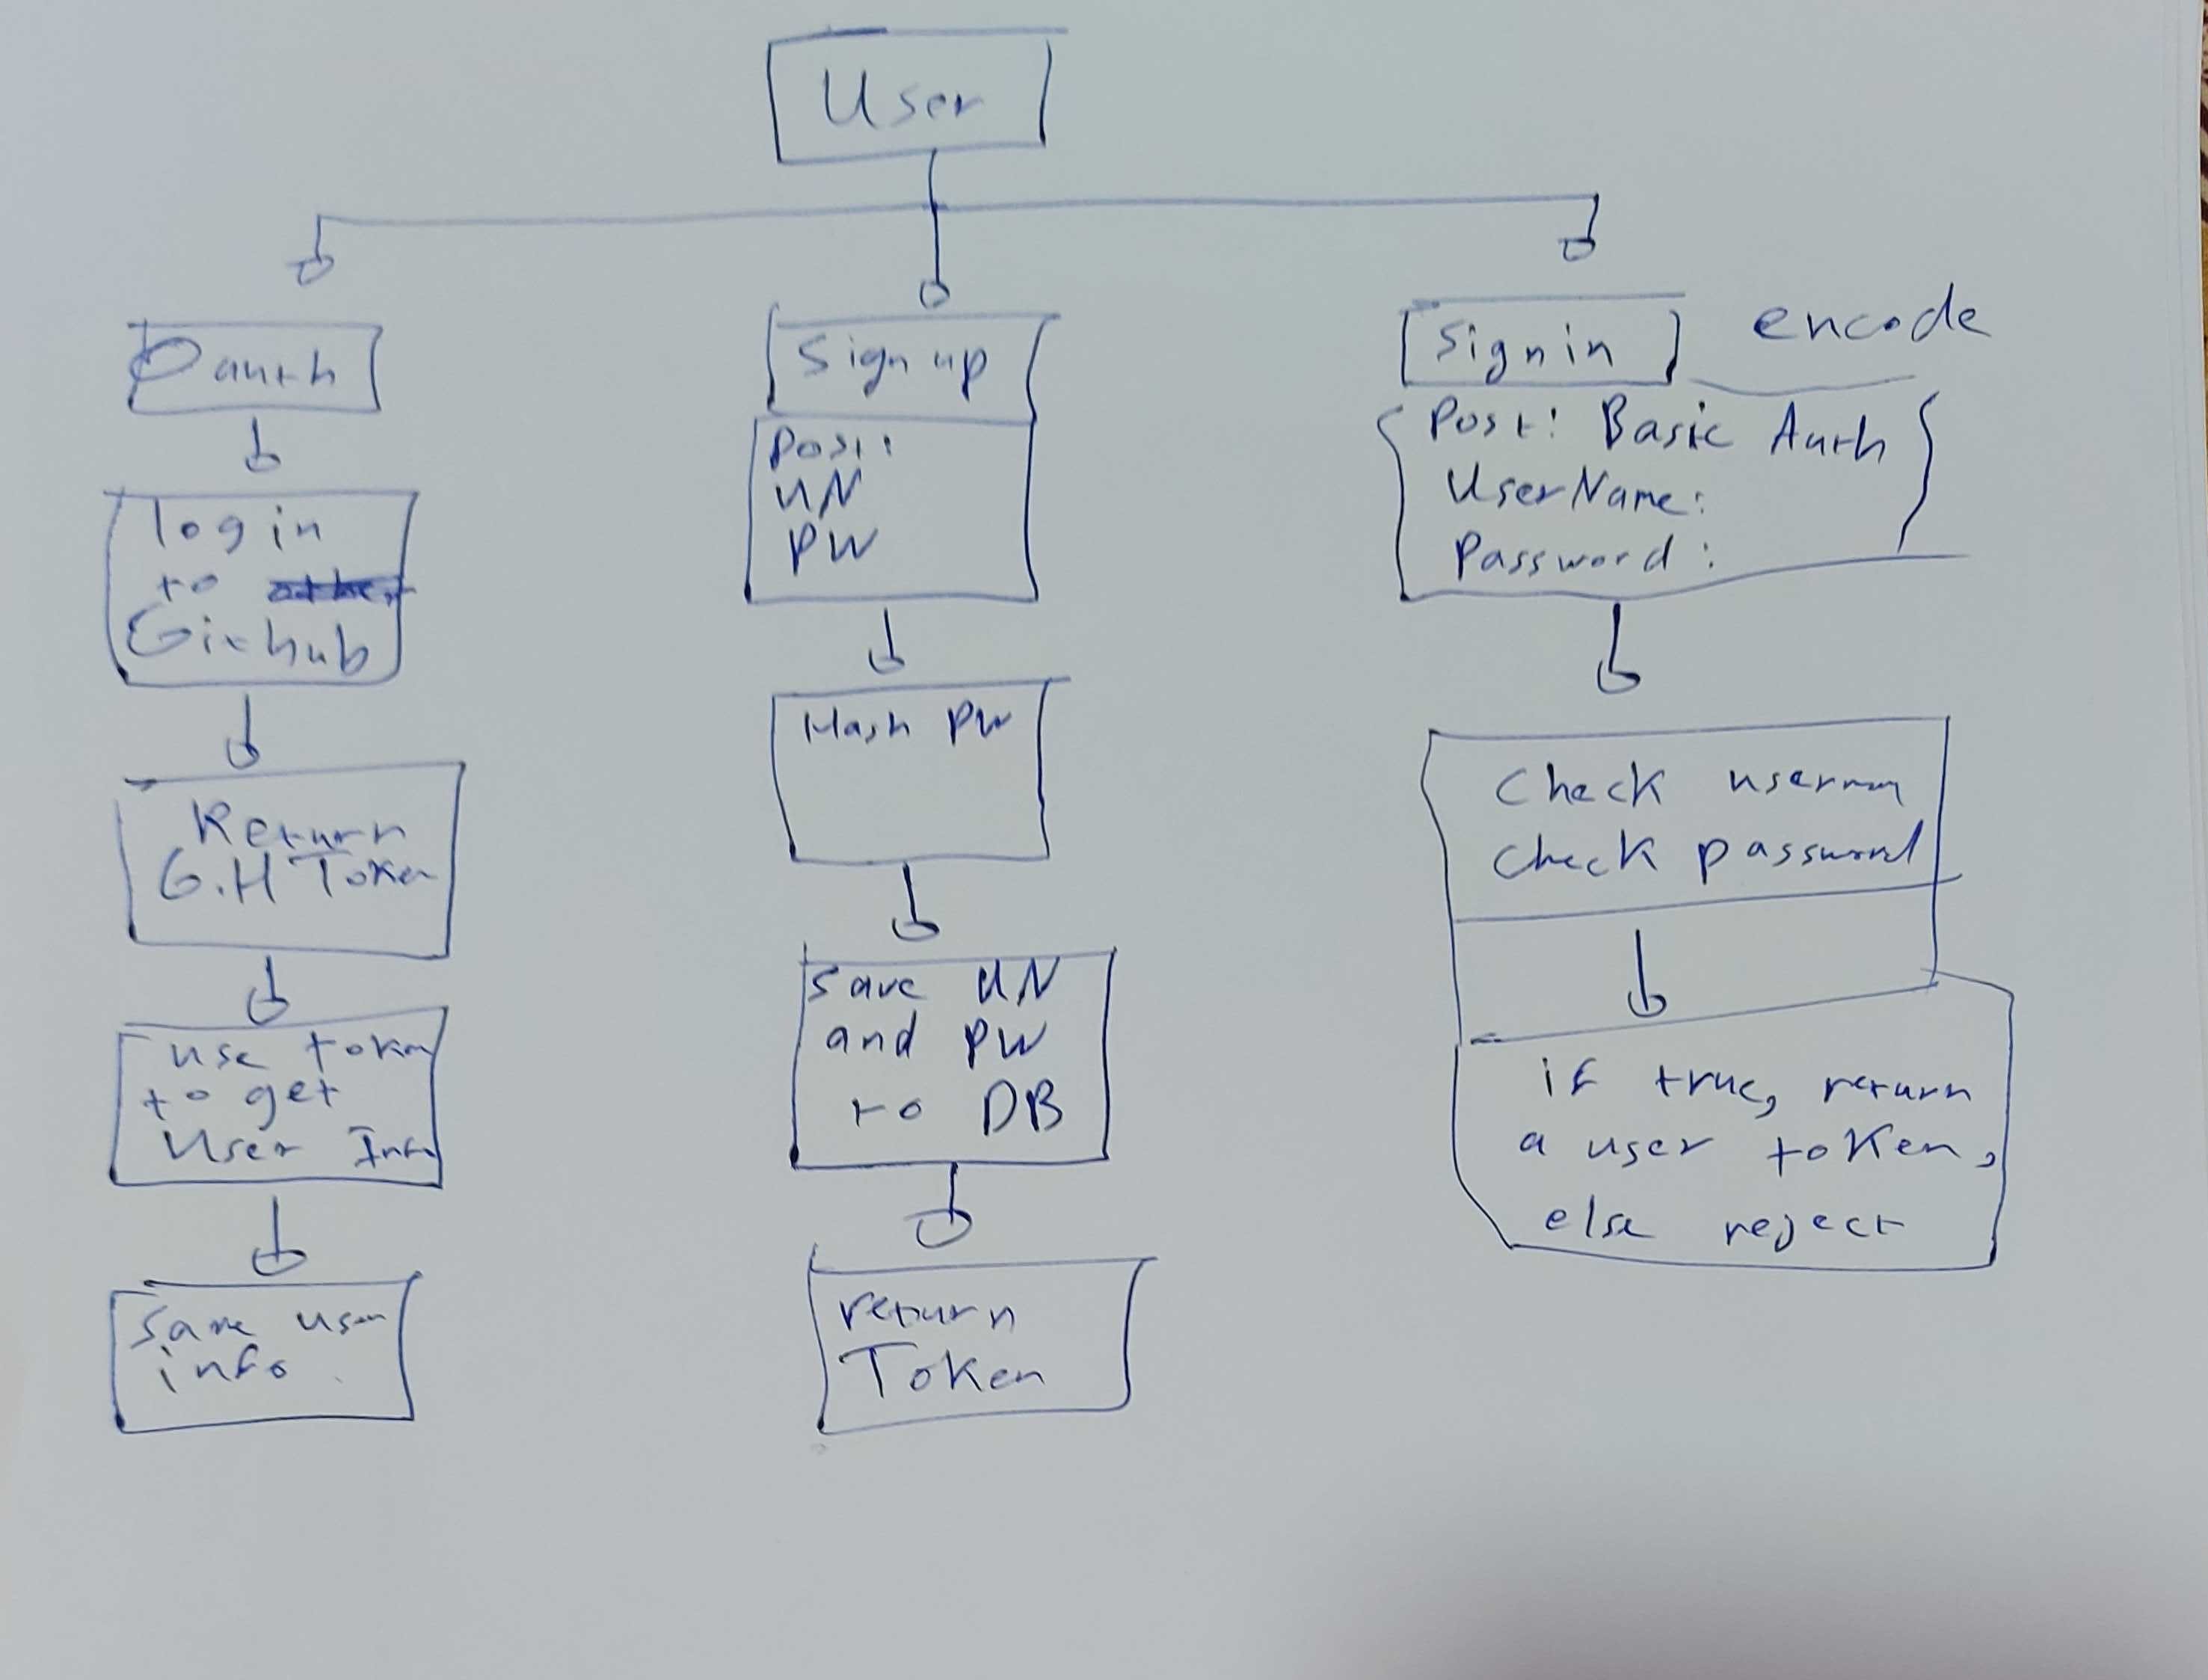 User
Oauth
login
to
Github
Return
G.H Token
use token
to get
User Info
Save user
info
Sign up
Post:
UN
PW
Hash PW
Save UN
and PW
to DB
return
Token
Sign in
encode
Post: Basic Auth
UserName:
Password:
Check
check password
if true, return
a user token,
else reject